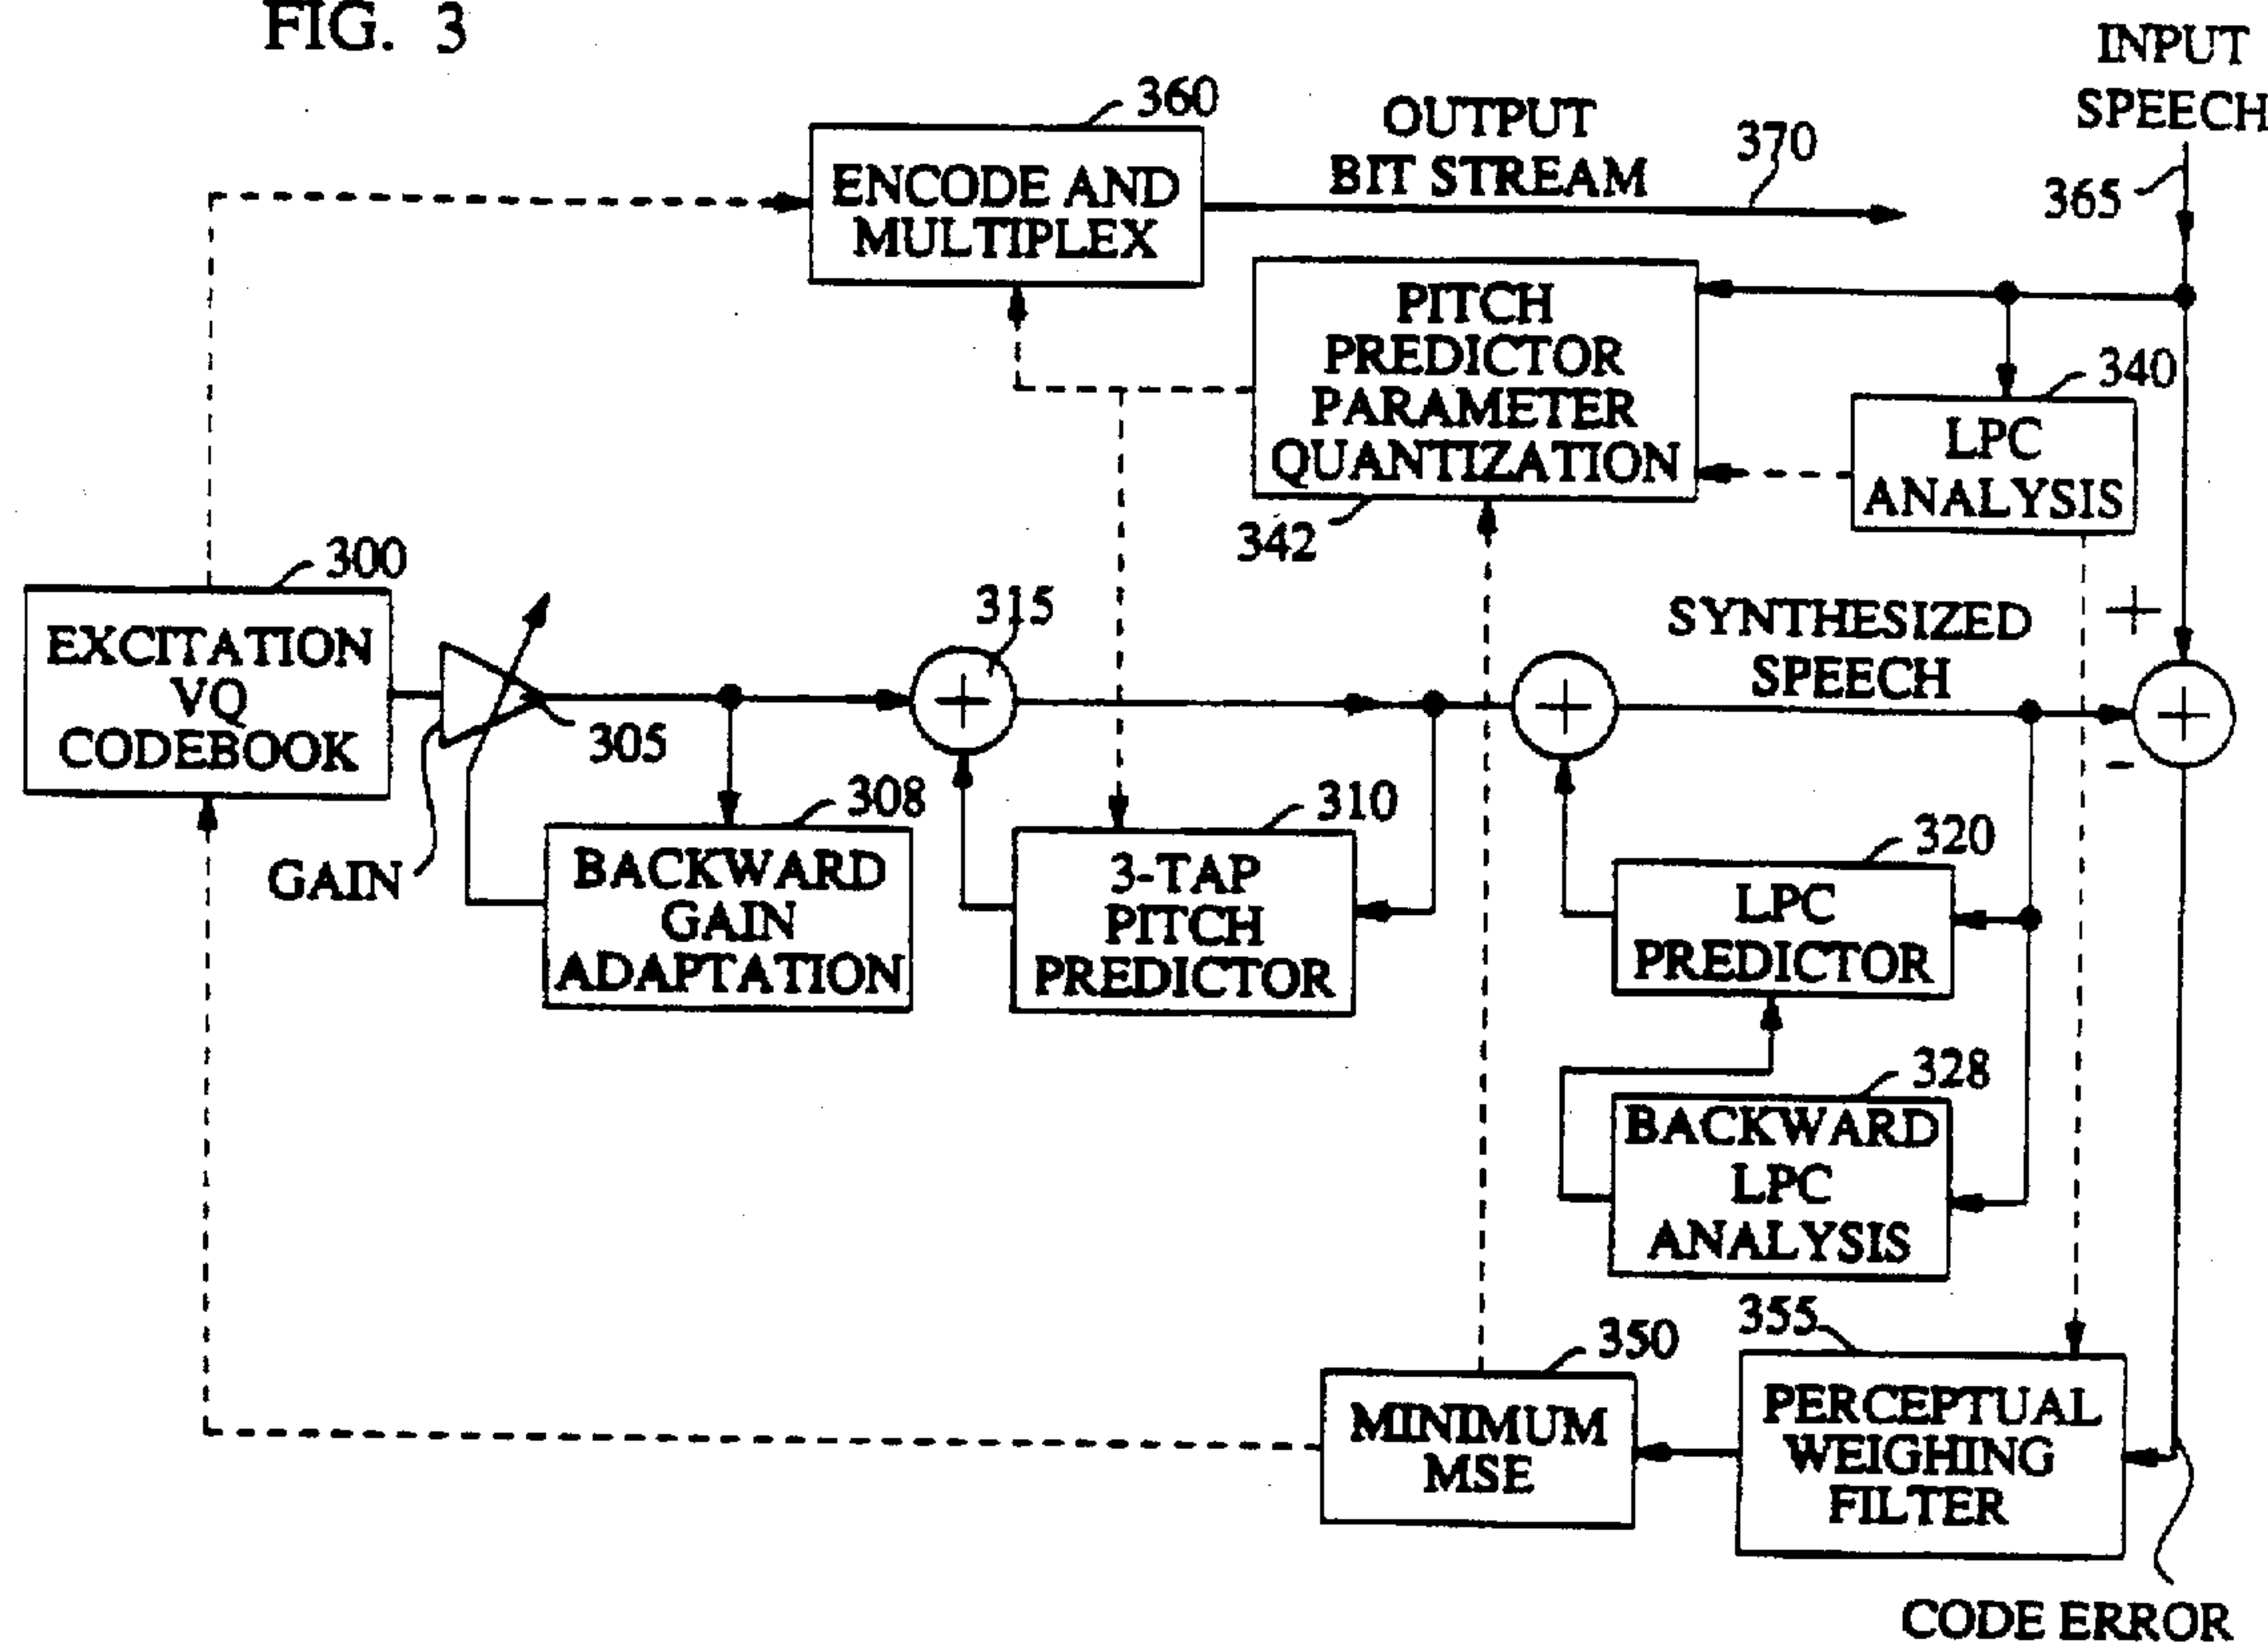 FIG. 3
INPUT
SPEECH
365
360
ENCODE AND
MULTIPLEX
OUTPUT
BIT STREAM
370
PITCH
PREDICTOR
PARAMETER
QUANTIZATION
342
340
LPC
ANALYSIS
300
EXCITATION
VQ
CODEBOOK
GAIN
305
308
BACKWARD
GAIN
ADAPTATION
315
+
310
3-TAP
PITCH
PREDICTOR
+
SYNTHESIZED
SPEECH
+
+
-
320
LPC
PREDICTOR
328
BACKWARD
LPC
ANALYSIS
350
MINIMUM
MSE
355
PERCEPTUAL
WEIGHING
FILTER
CODE ERROR